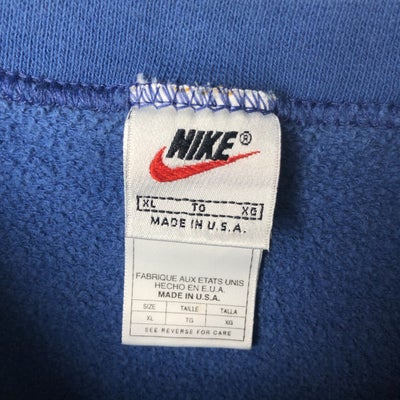 NIKE®
XL TG XG
MADE IN U.S.A.
FABRIQUE AUX ETATS UNIS
HECHO EN E.U.A.
MADE IN U.S.A.
SIZE TAILLE TALLA
XL TG XG
SEE REVERSE FOR CARE